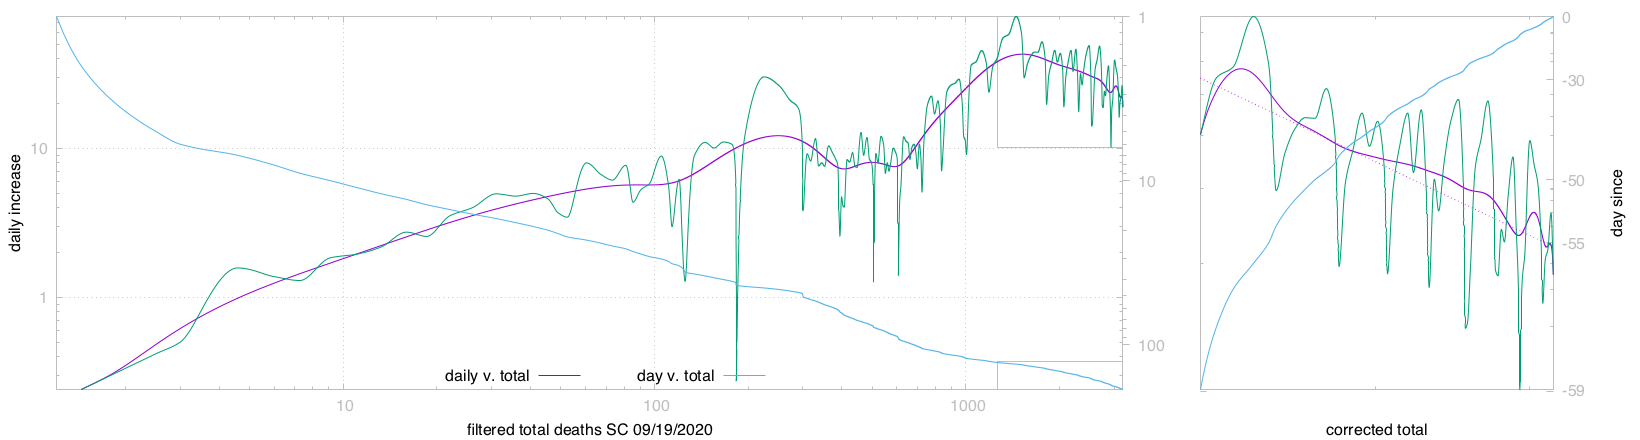 daily increase
10
1
daily v. total
day v. total
10
100
1000
filtered total deaths SC 09/19/2020
1
10
100
0
-30
-50
-55
-59
day since
corrected total